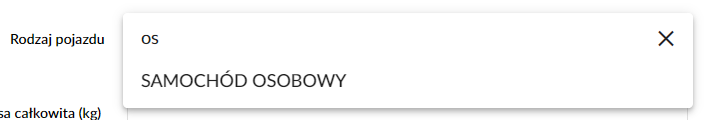 Rodzaj pojazdu os
SAMOCHÓD OSOBOWY
sa całkowita (kg)